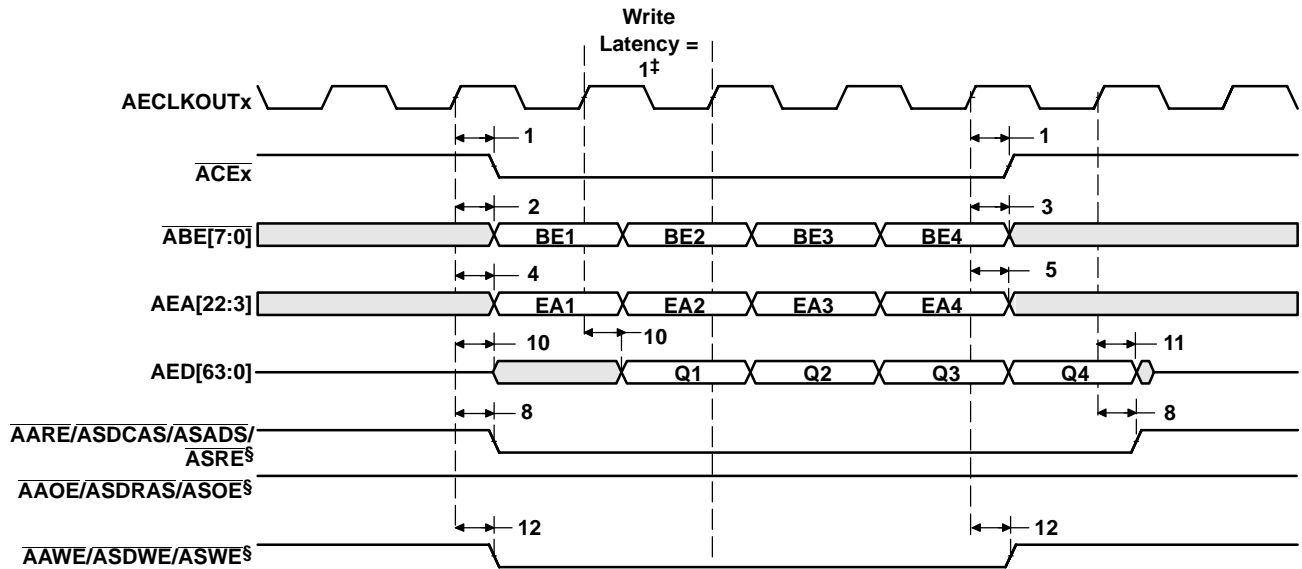 Write
Latency =
1‡
AECLKOUTx
1 1
ACEx
2 3
ABE[7:0] BE1 BE2 BE3 BE4
4 5
AEA[22:3] EA1 EA2 EA3 EA4
10 10 11
AED[63:0] Q1 Q2 Q3 Q4
8 8
AARE/ASDCAS/ASADS/
ASRE§
AAOE/ASDRAS/ASOE§
12 12
AAWE/ASDWE/ASWE§